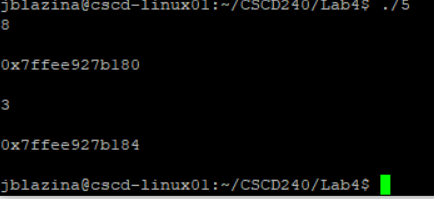 jblazina@cscd-linux01:~/CSCD240/Lab4$ ./5
8
0x7ffee927b180
3
0x7ffee927b184
jblazina@cscd-linux01:~/CSCD240/Lab4$